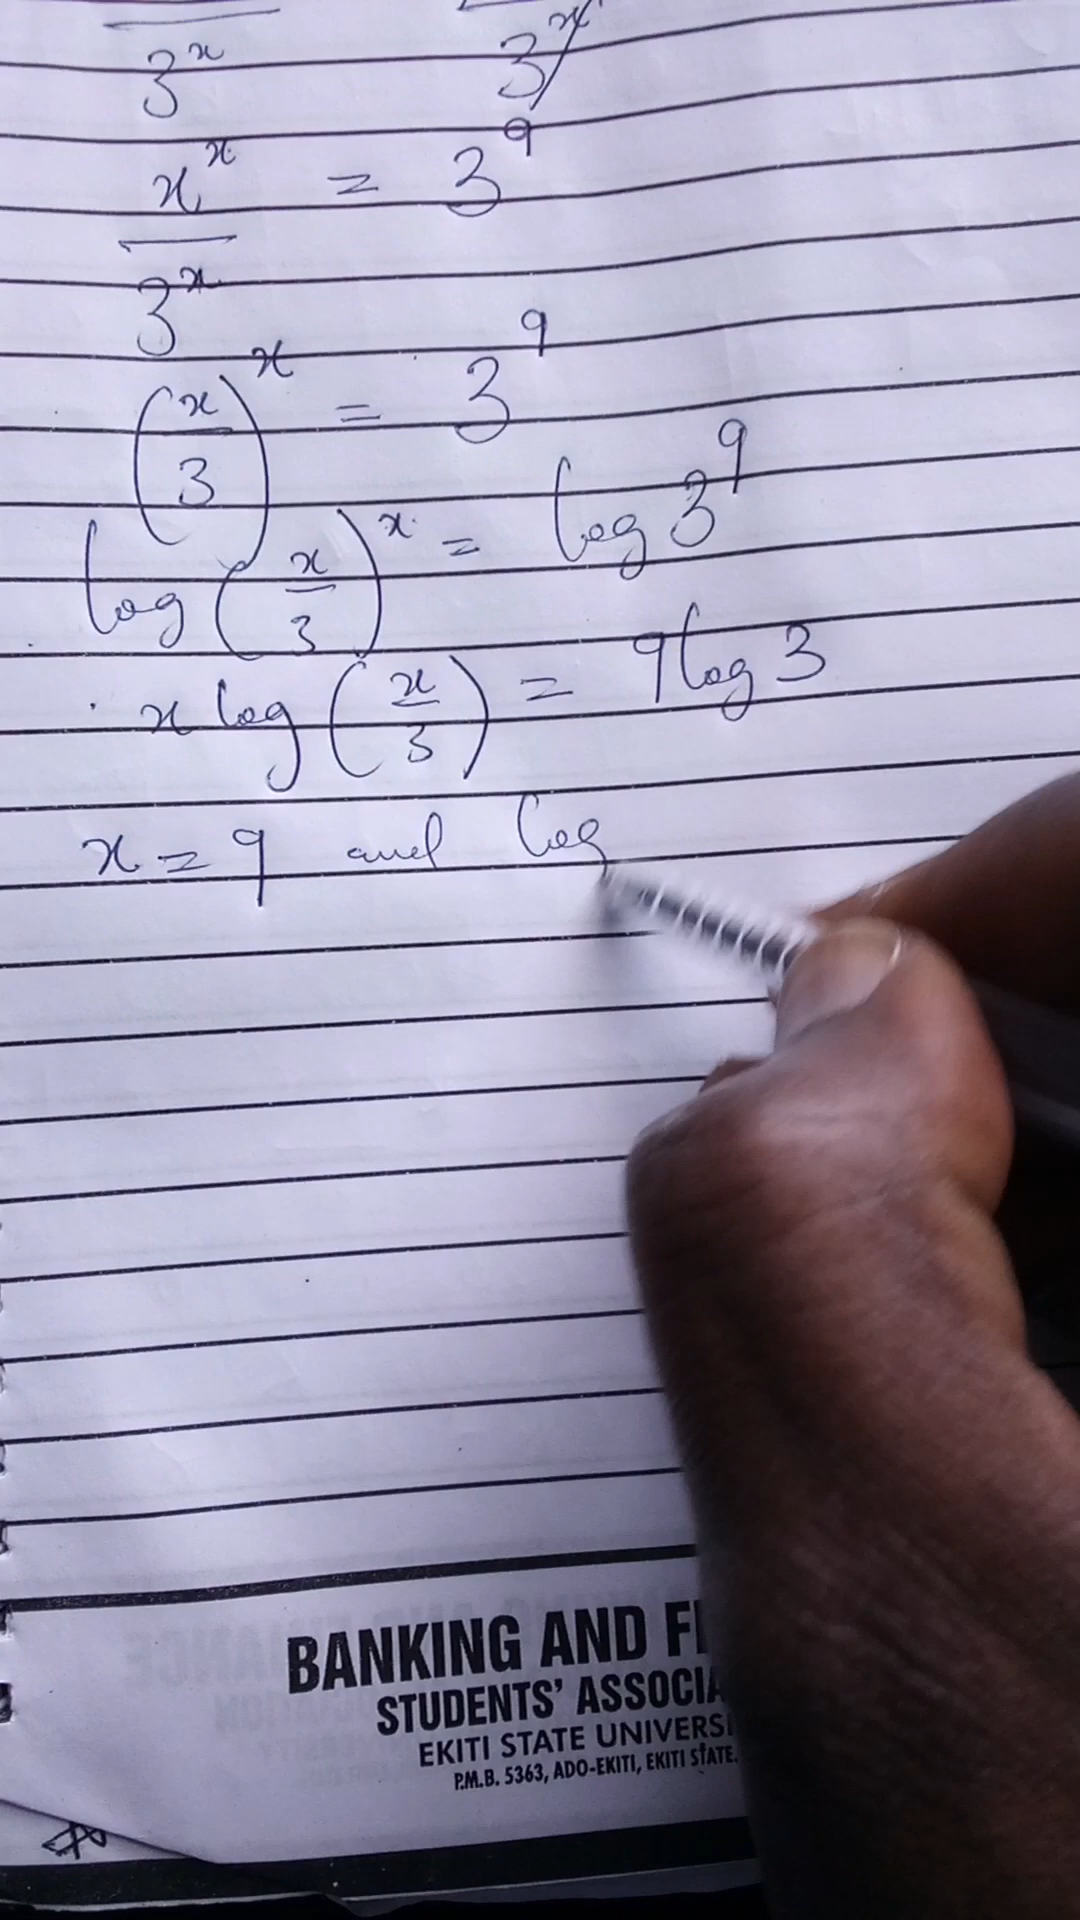 3^x 3^x
x^x = 3^9
3^x
(x/3)^x = 3^9
log (x/3)^x = log 3^9
x log (x/3) = 9 log 3
x = 9 and log
BANKING AND FI
STUDENTS' ASSOCIA
EKITI STATE UNIVERSI
P.M.B. 5363, ADO-EKITI, EKITI STATE.